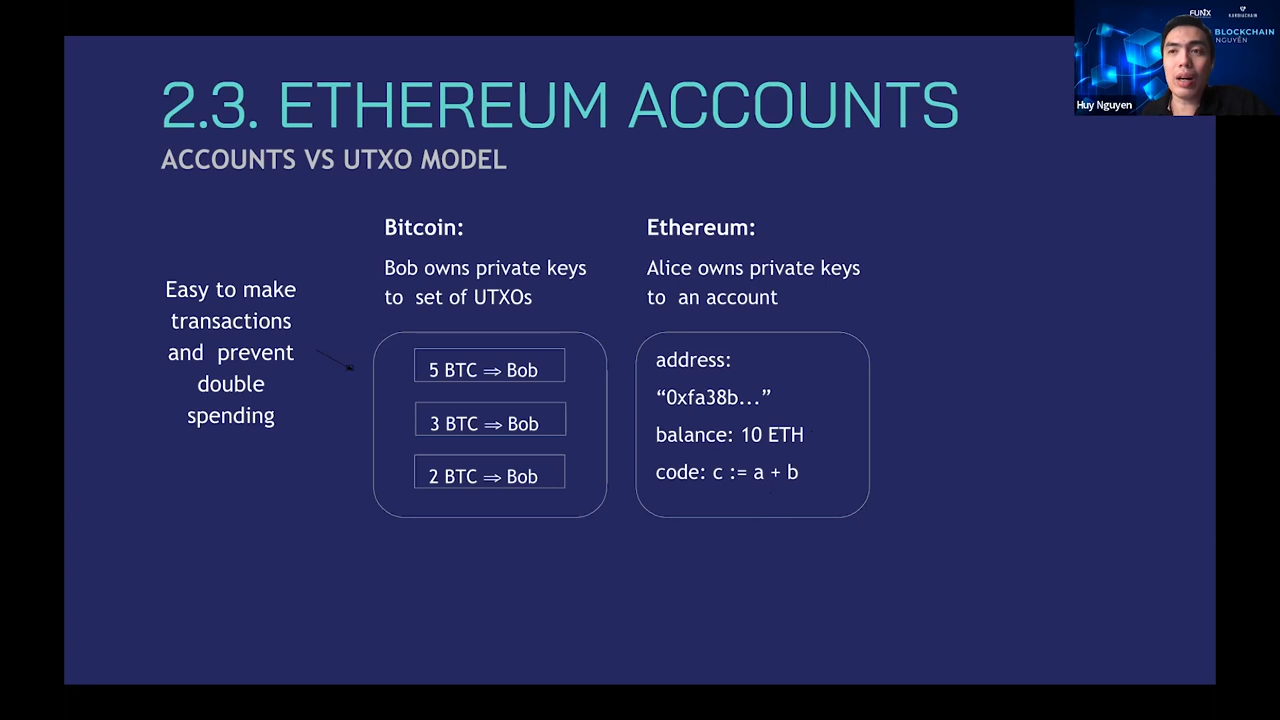 2.3. ETHEREUM ACCOUNTS
ACCOUNTS VS UTXO MODEL
Easy to make
transactions
and prevent
double
spending
Bitcoin:
Bob owns private keys
to set of UTXOs
5 BTC ⇒ Bob
3 BTC ⇒ Bob
2 BTC ⇒ Bob
Ethereum:
Alice owns private keys
to an account
address:
“0xfa38b...”
balance: 10 ETH
code: c := a + b
FUNiX
BLOCKCHAIN
NGUYÊN
Huy Nguyen